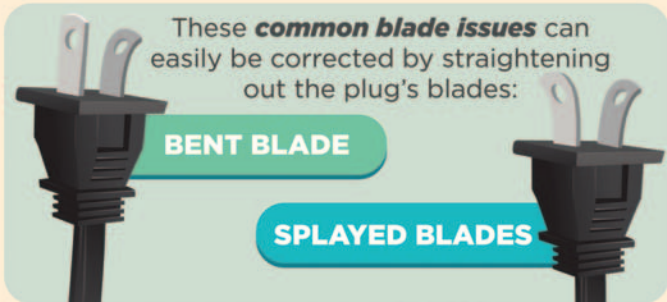 These common blade issues can
easily be corrected by straightening
out the plug's blades:
BENT BLADE
SPLAYED BLADES